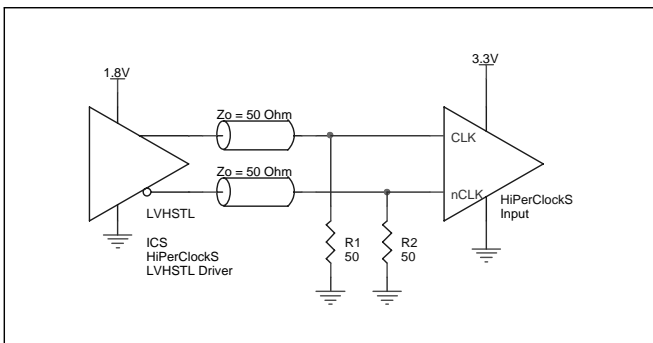 1.8V
3.3V
Zo = 50 Ohm
CLK
Zo = 50 Ohm
nCLK
HiPerClockS
Input
LVHSTL
ICS
HiPerClockS
LVHSTL Driver
R1
50
R2
50